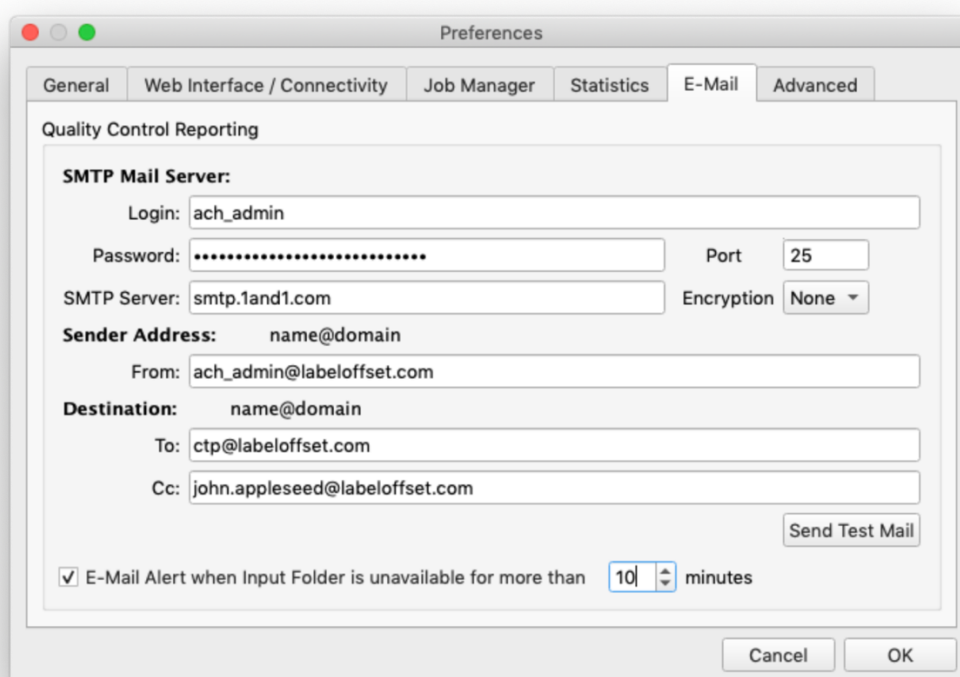 Preferences
General Web Interface / Connectivity Job Manager Statistics E-Mail Advanced
Quality Control Reporting
SMTP Mail Server:
Login: ach_admin
Password: •••••••••••••••••••••••••••• Port 25
SMTP Server: smtp.1and1.com Encryption None
Sender Address: name@domain
From: ach_admin@labeloffset.com
Destination: name@domain
To: ctp@labeloffset.com
Cc: john.appleseed@labeloffset.com
Send Test Mail
E-Mail Alert when Input Folder is unavailable for more than 10 minutes
Cancel OK